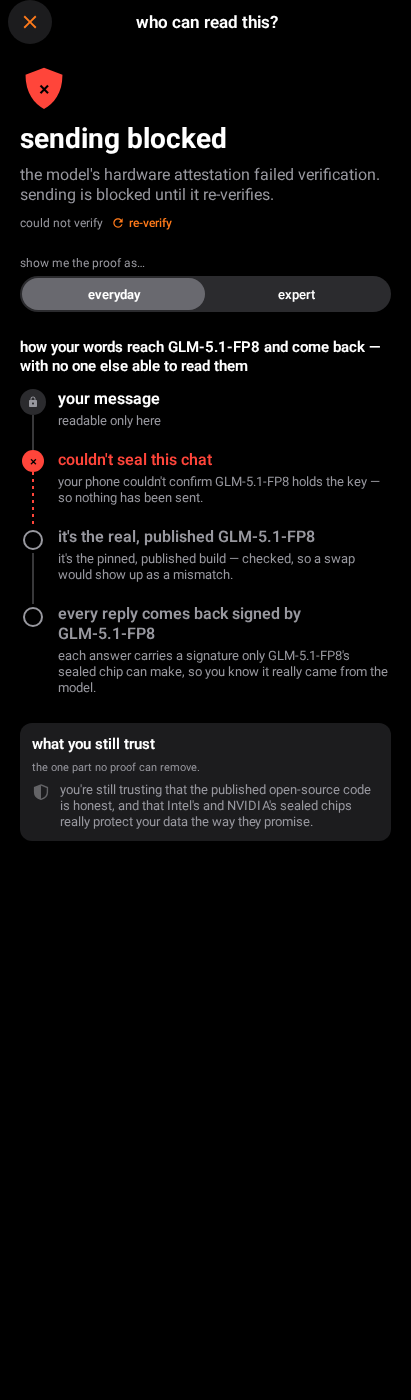 who can read this?
sending blocked
the model's hardware attestation failed verification.
sending is blocked until it re-verifies.
could not verify re-verify
show me the proof as…
everyday expert
how your words reach GLM-5.1-FP8 and come back —
with no one else able to read them
your message
readable only here
couldn't seal this chat
your phone couldn't confirm GLM-5.1-FP8 holds the key —
so nothing has been sent.
it's the real, published GLM-5.1-FP8
it's the pinned, published build — checked, so a swap
would show up as a mismatch.
every reply comes back signed by
GLM-5.1-FP8
each answer carries a signature only GLM-5.1-FP8's
sealed chip can make, so you know it really came from the
model.
what you still trust
the one part no proof can remove.
you're still trusting that the published open-source code
is honest, and that Intel's and NVIDIA's sealed chips
really protect your data the way they promise.